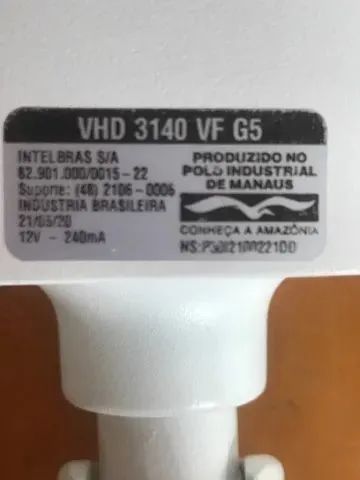 VHD 3140 VF G5
INTELBRAS S/A
82.901.000/0015-22
Suporte: (48) 2106-0006
INDÚSTRIA BRASILEIRA
21/05/20
12V - 240mA
PRODUZIDO NO
POLO INDUSTRIAL
DE MANAUS
CONHEÇA A AMAZÔNIA